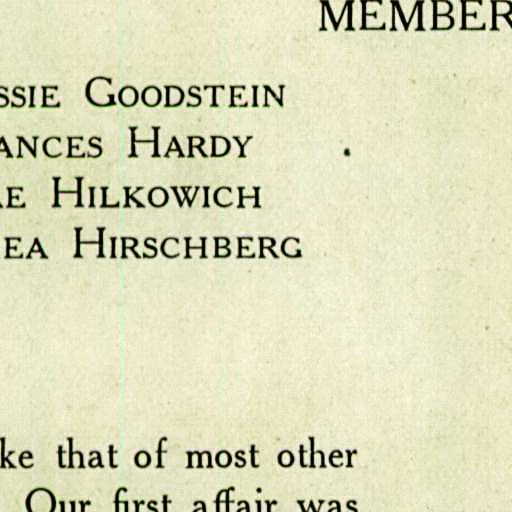 MEMBER
SSIE GOODSTEIN
ANCES HARDY
AE HILKOWICH
EA HIRSCHBERG
ke that of most other
Our first affair was